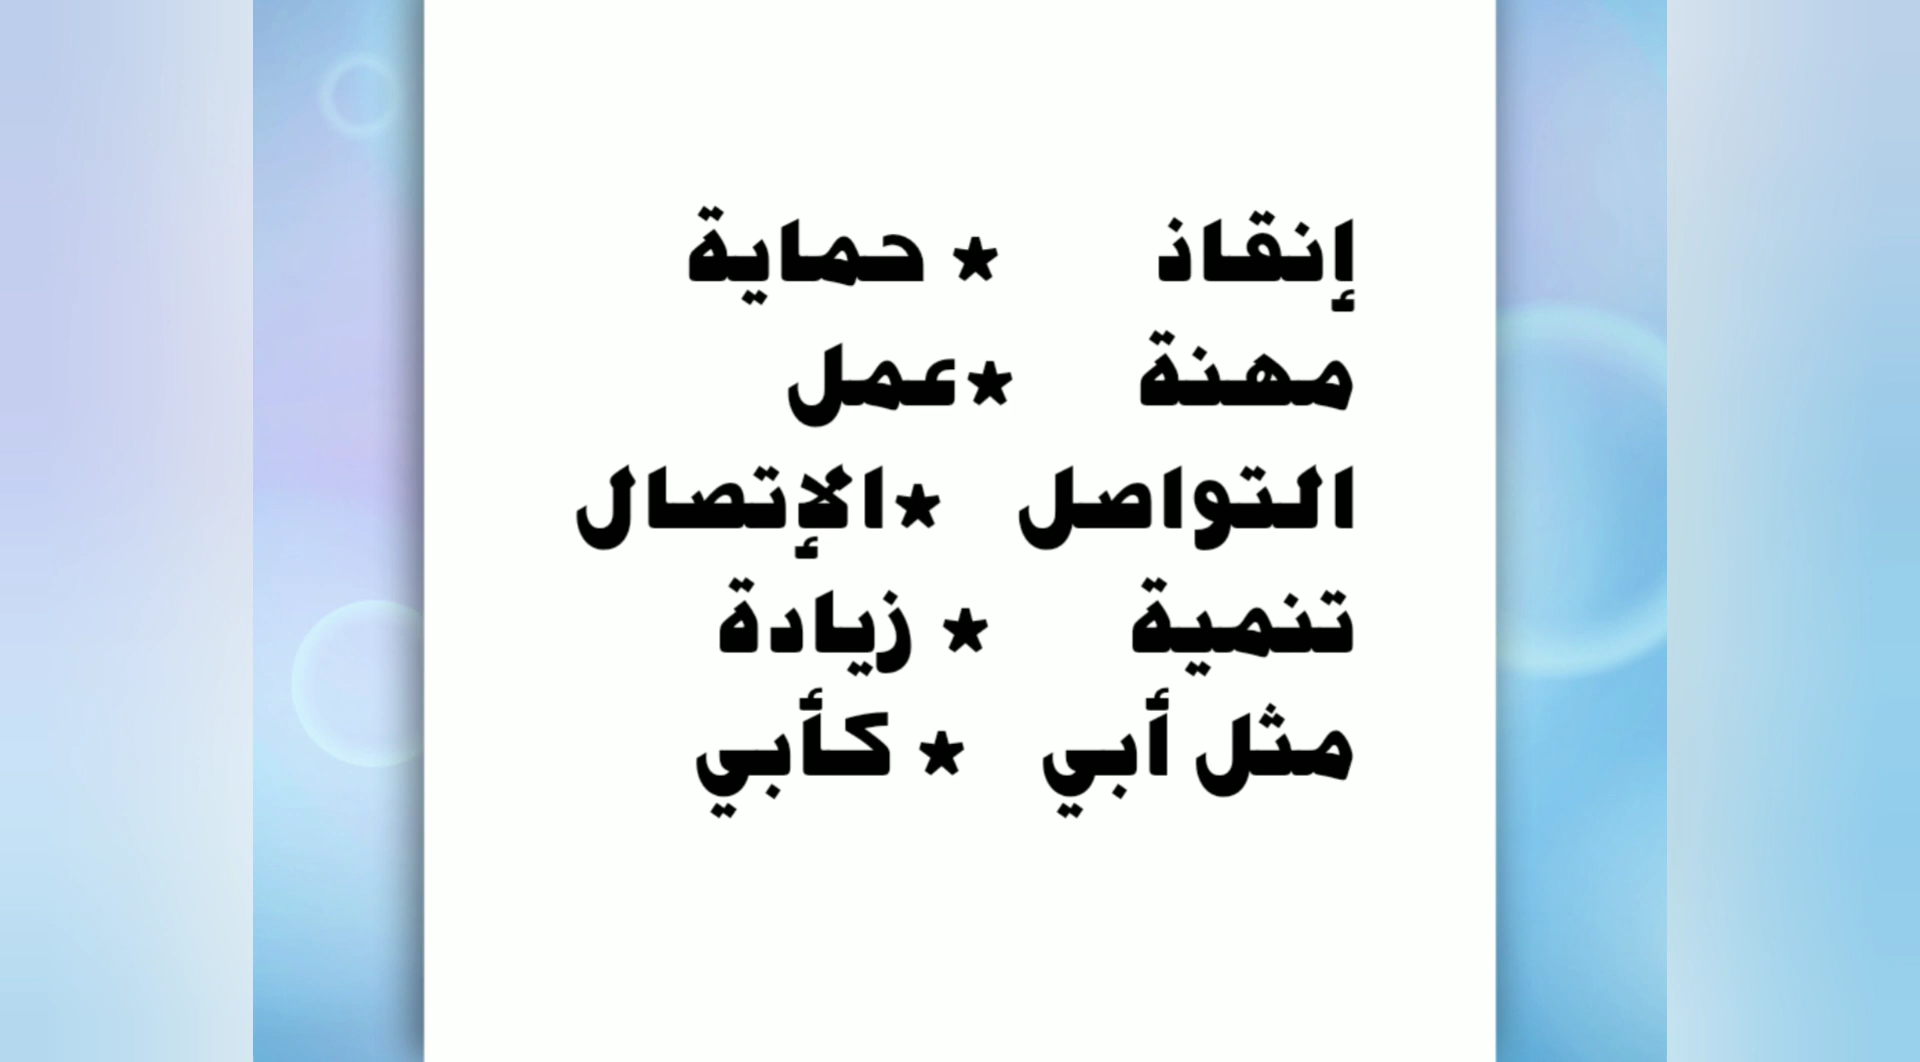 إنقاذ ★ حماية
مهنة ★عمل
التواصل ★الإتصال
تنمية ★ زيادة
مثل أبي ★ كأبي